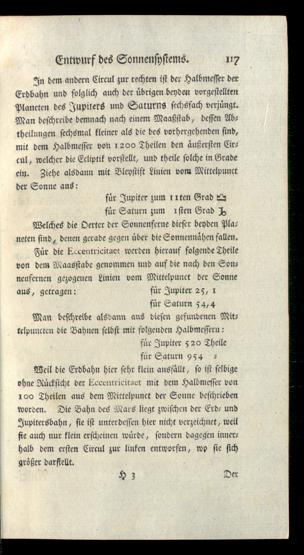 Entwurf des Sonnensystems. 117
In dem andern Circul zur rechten ist der Halbmesser der
Erdbahn und folglich auch der übrigen beyden vorgestellten
Planeten des Jupiters und Saturns sechsfach verjüngt.
Man beschreibe demnach nach einem Maaßstab, dessen Ab-
theilungen sechsmal kleiner als die des vorhergehenden sind,
mit dem Halbmesser von 1200 Theilen den äußersten Cir-
cul, welcher die Ecliptik vorstellt, und theile solche in Grade
ein. Ziehe alsdann mit Bleystift Linien vom Mittelpunct
der Sonne aus:
für Jupiter zum 11ten Grad ♎
für Saturn zum 1sten Grad ♑
Welches die Oerter der Sonnenferne dieser beyden Pla-
neten sind, denen gerade gegen über die Sonnennähen fallen.
Für die Eccentricitaet werden hierauf folgende Theile
von dem Maaßstabe genommen und auf die nach den Son-
nenfernen gezogenen Linien vom Mittelpunct der Sonne
aus, getragen: für Jupiter 25, 1
für Saturn 54,4
Man beschreibe alsdann aus diesen gefundenen Mit-
telpuncten die Bahnen selbst mit folgenden Halbmessern:
für Jupiter 520 Theile
für Saturn 954 =
Weil die Erdbahn hier sehr klein ausfällt, so ist selbige
ohne Rücksicht der Eccentricitaet mit dem Halbmesser von
100 Theilen aus dem Mittelpunct der Sonne beschrieben
worden. Die Bahn des Mars liegt zwischen der Erd- und
Jupitersbahn, sie ist unterdessen hier nicht verzeichnet, weil
sie auch nur klein erscheinen würde, sondern dagegen inner-
halb dem ersten Circul zur linken entworfen, wo sie sich
größer darstellt.
H 3 Der